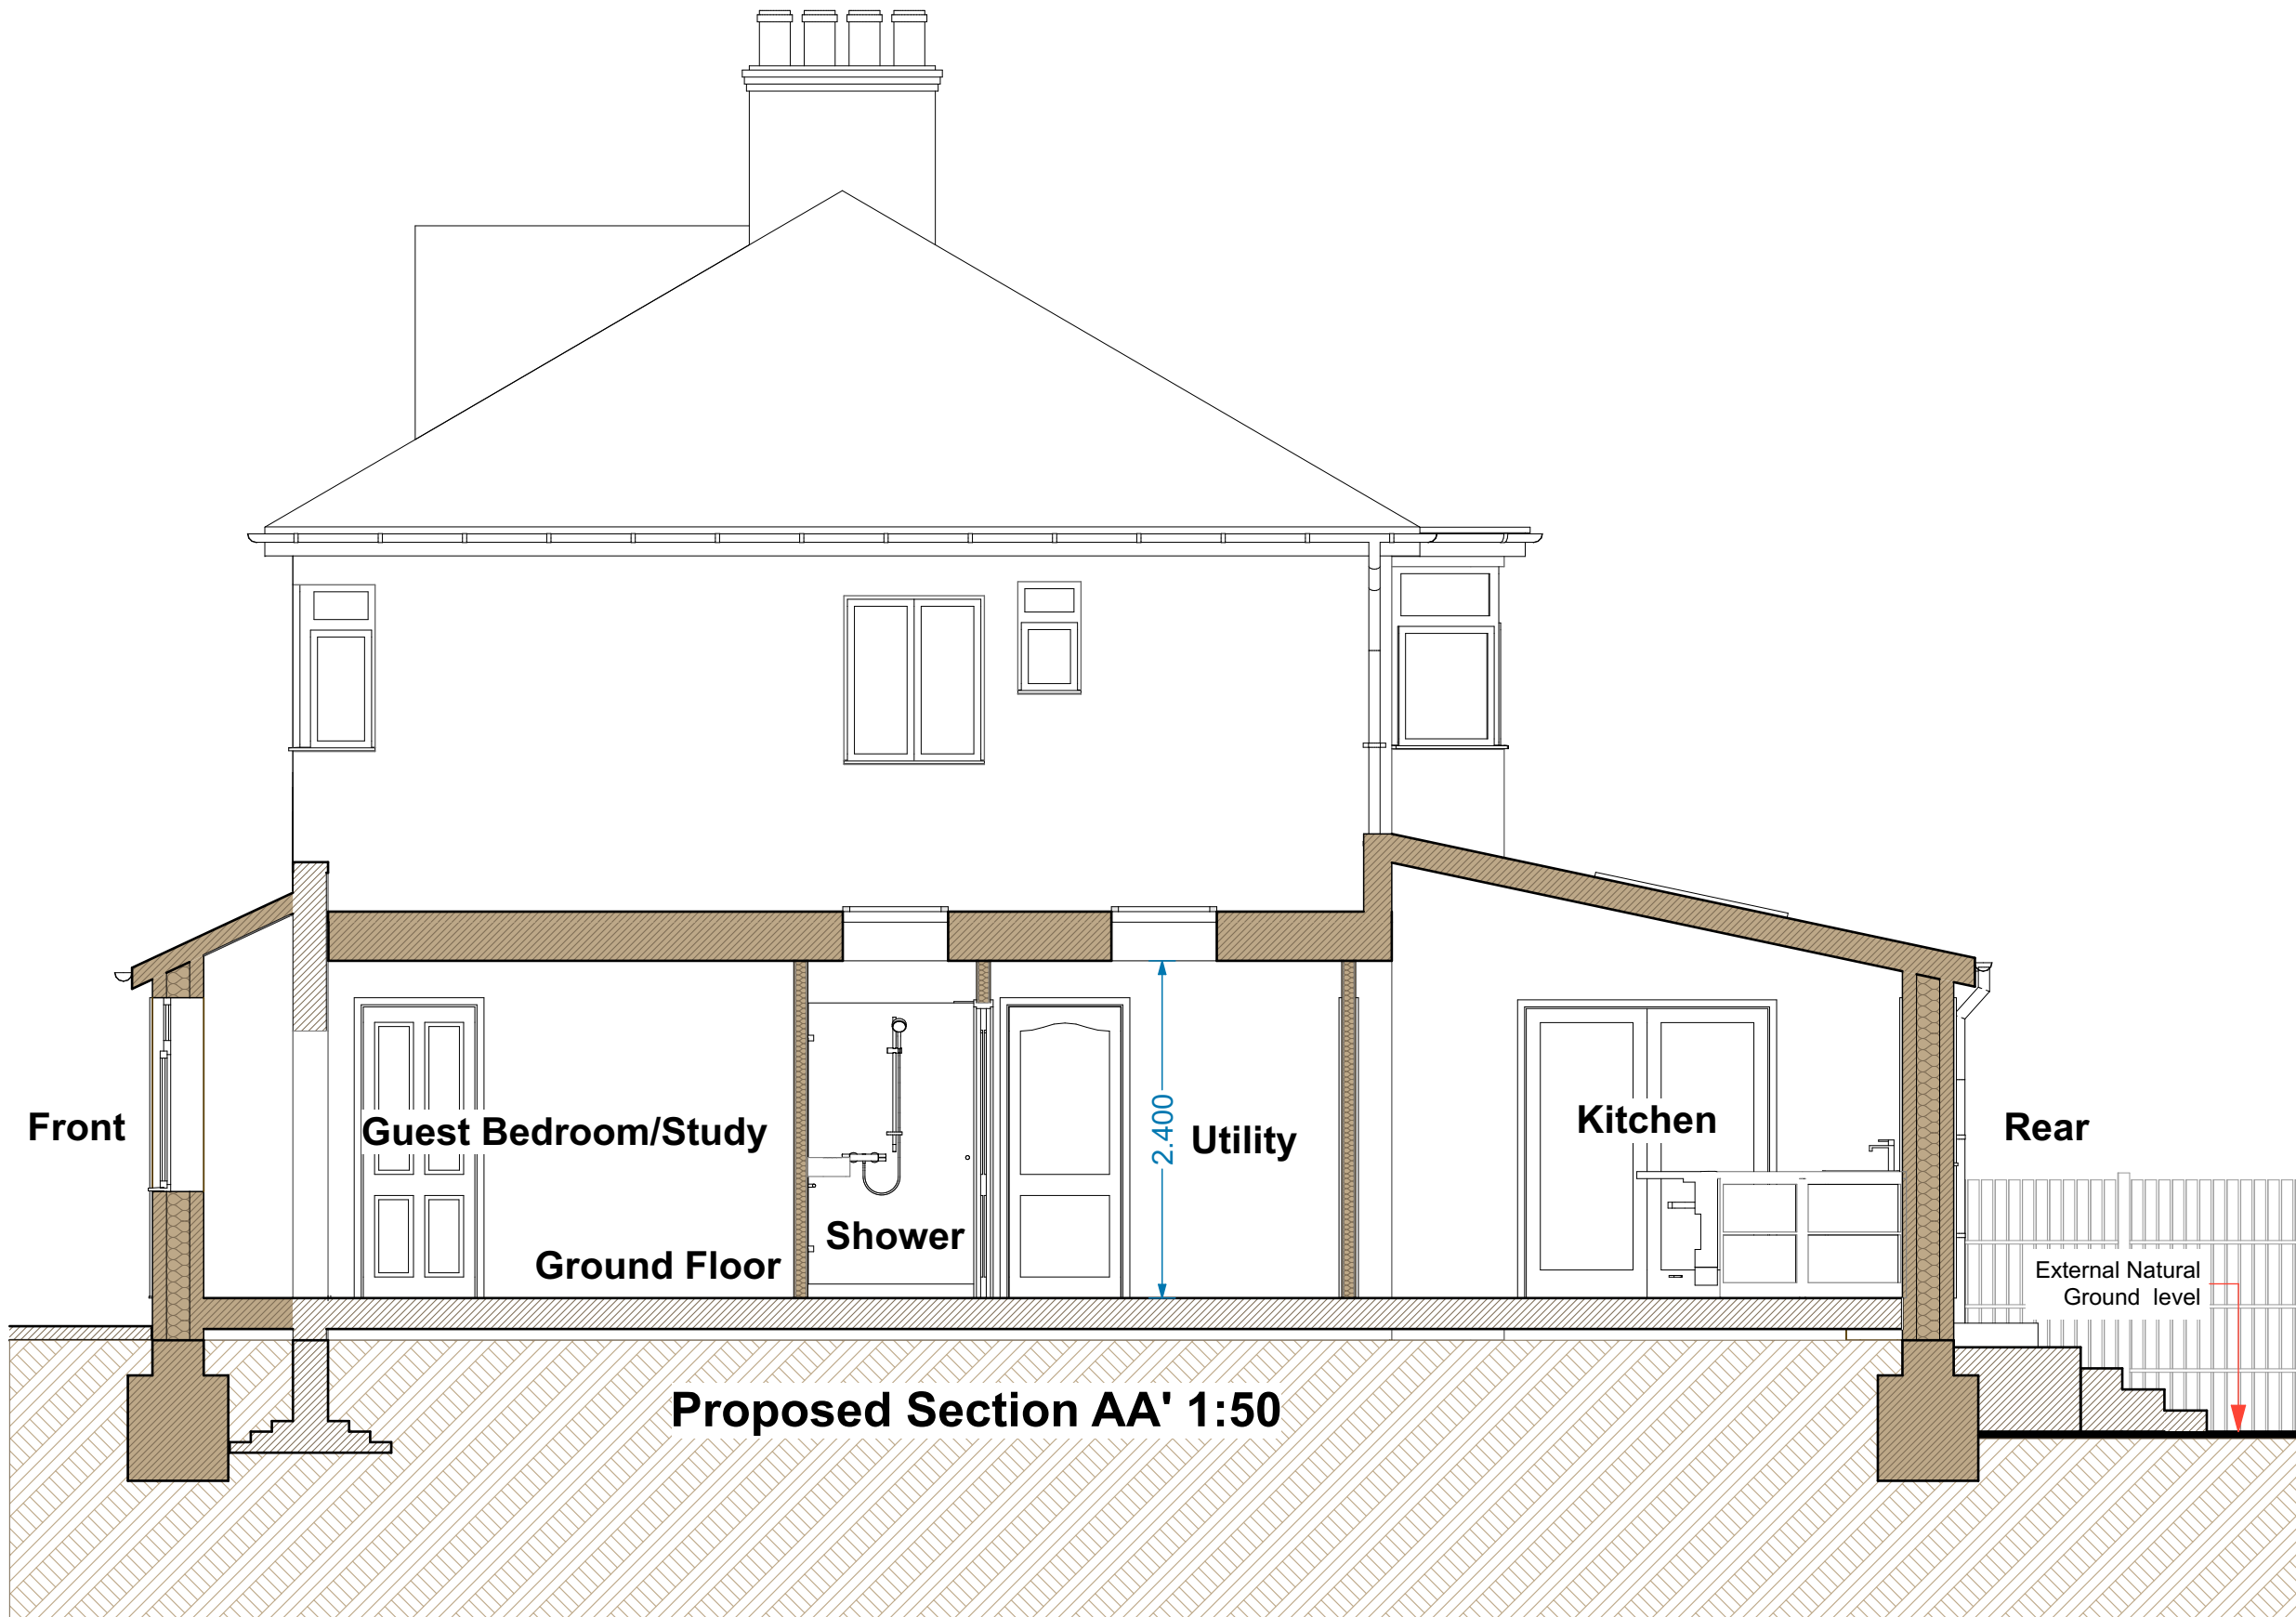 Front
Guest Bedroom/Study
2.400
Utility
Kitchen
Rear
Shower
Ground Floor
External Natural
Ground level
Proposed Section AA' 1:50